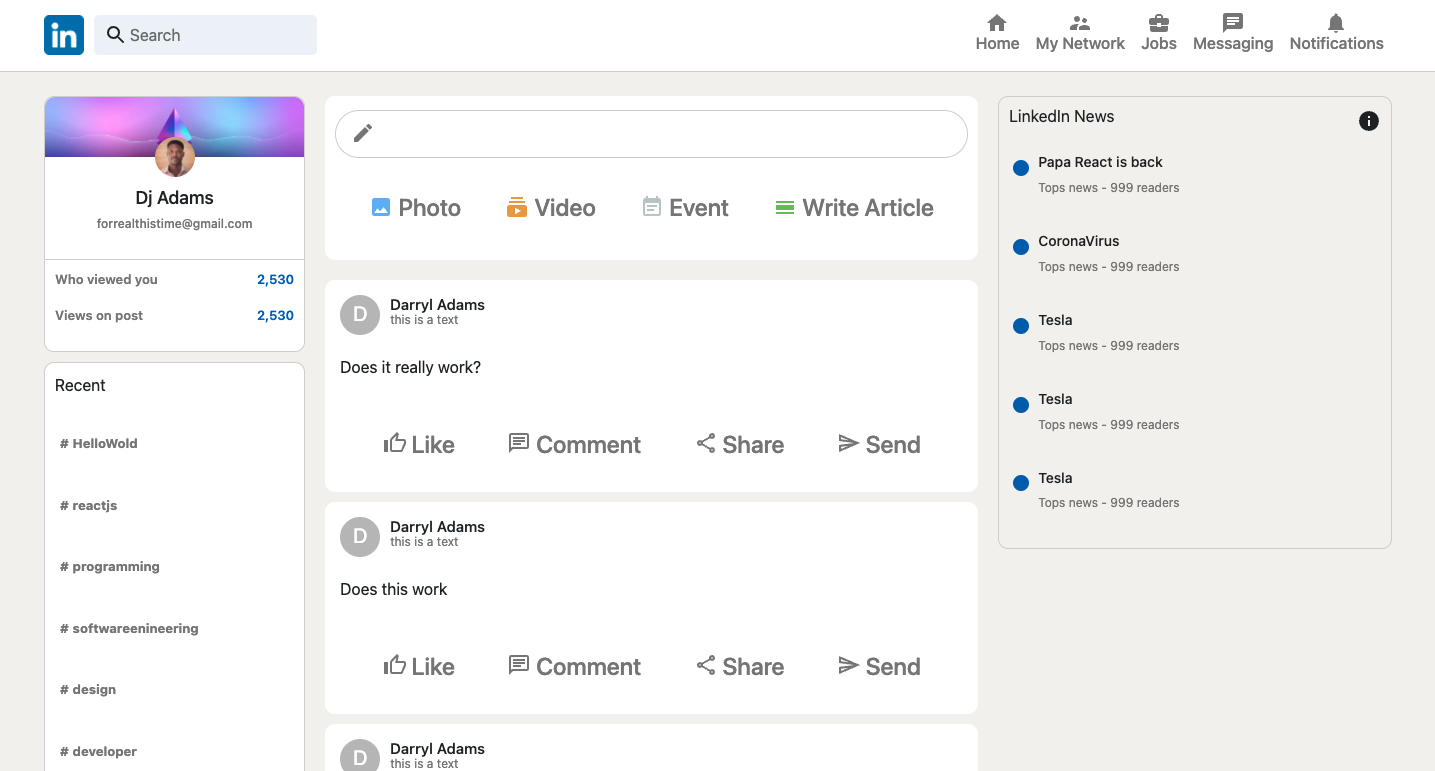 in
Search
Home
My Network
Jobs
Messaging
Notifications
Dj Adams
forrealthistime@gmail.com
Who viewed you 2,530
Views on post 2,530
Recent
# HelloWold
# reactjs
# programming
# softwareenineering
# design
# developer
Photo
Video
Event
Write Article
D
Darryl Adams
this is a text
Does it really work?
Like
Comment
Share
Send
D
Darryl Adams
this is a text
Does this work
Like
Comment
Share
Send
D
Darryl Adams
this is a text
LinkedIn News
Papa React is back
Tops news - 999 readers
CoronaVirus
Tops news - 999 readers
Tesla
Tops news - 999 readers
Tesla
Tops news - 999 readers
Tesla
Tops news - 999 readers